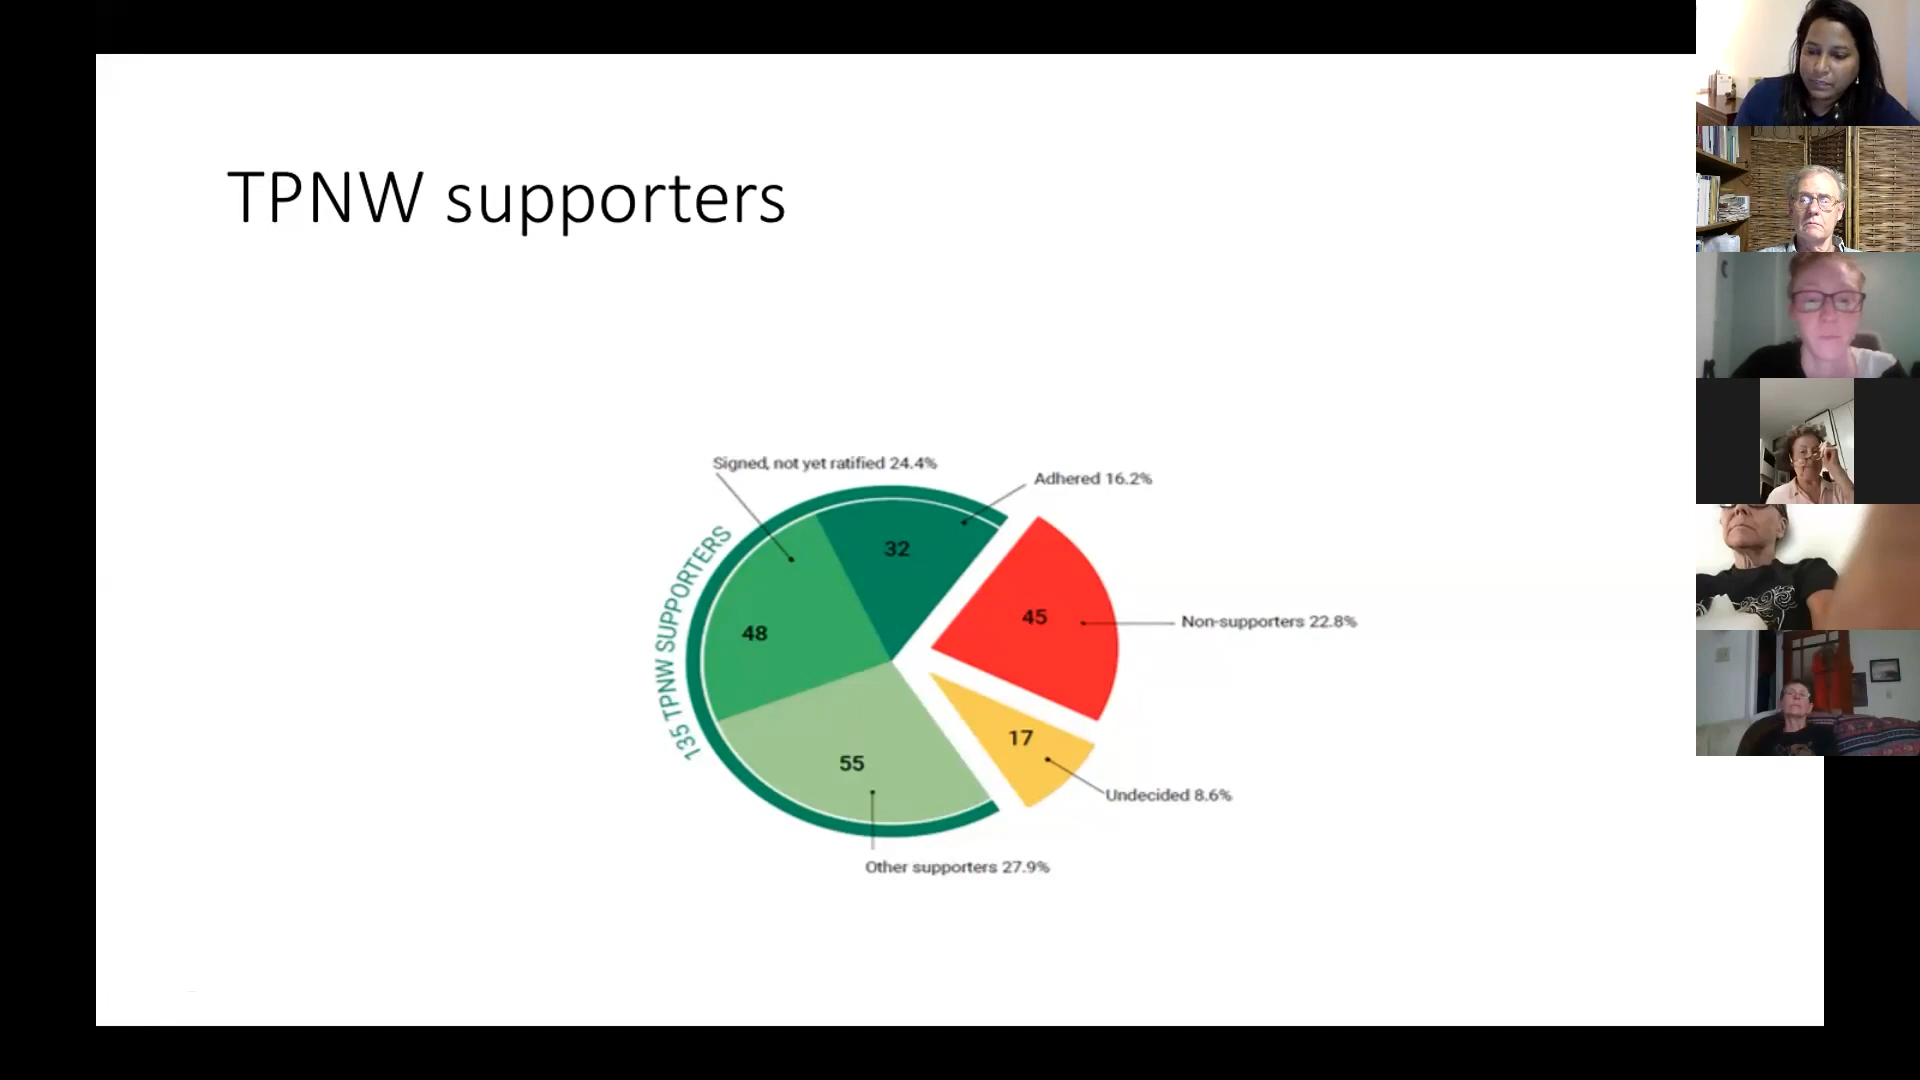 TPNW supporters
Signed, not yet ratified 24.4%
Adhered 16.2%
135 TPNW SUPPORTERS
32
48
45
Non-supporters 22.8%
17
55
Undecided 8.6%
Other supporters 27.9%